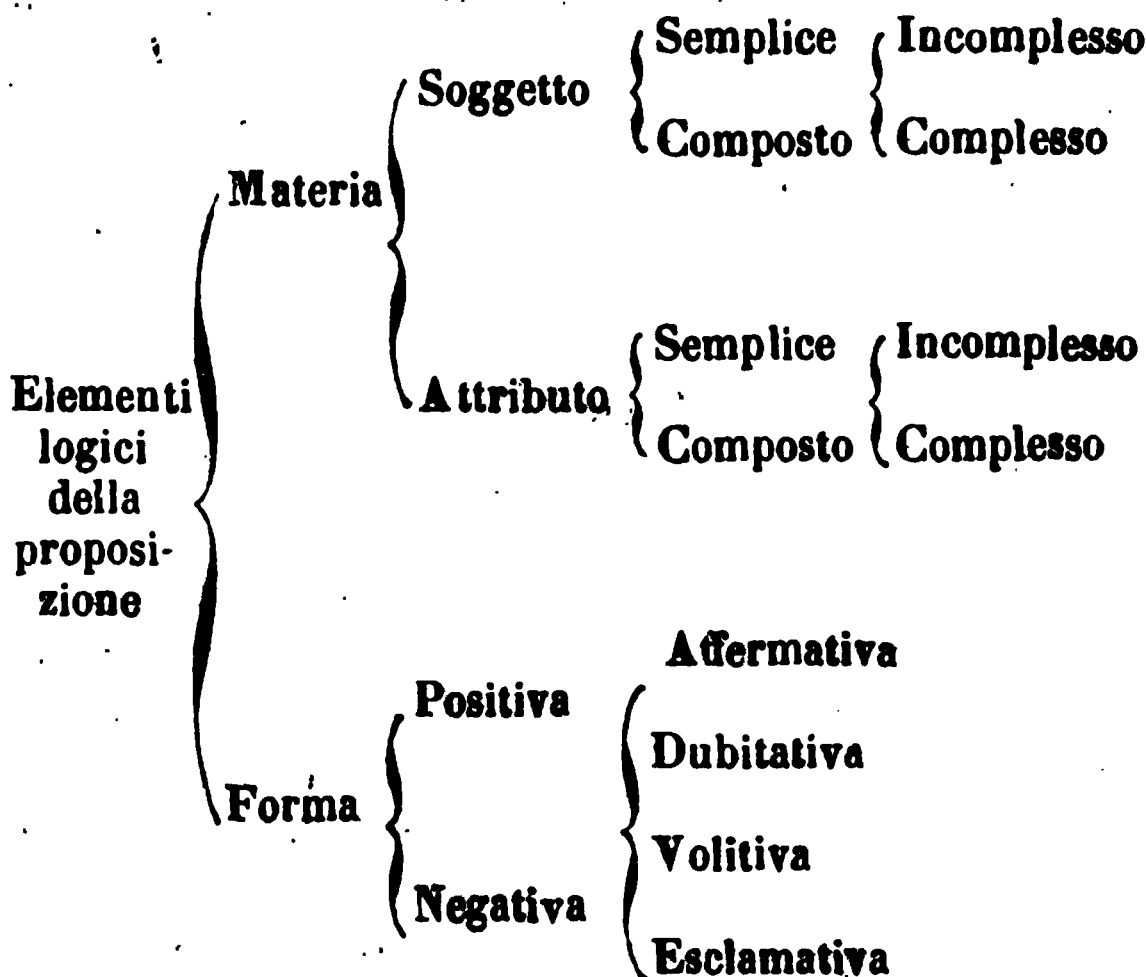 Semplice Incomplesso
Soggetto
Composto Complesso
Materia
Semplice Incomplesso
Elementi Attributo
logici Composto Complesso
della
proposi-
zione
Affermativa
Positiva
Dubitativa
Forma
Volitiva
Negativa
Esclamativa